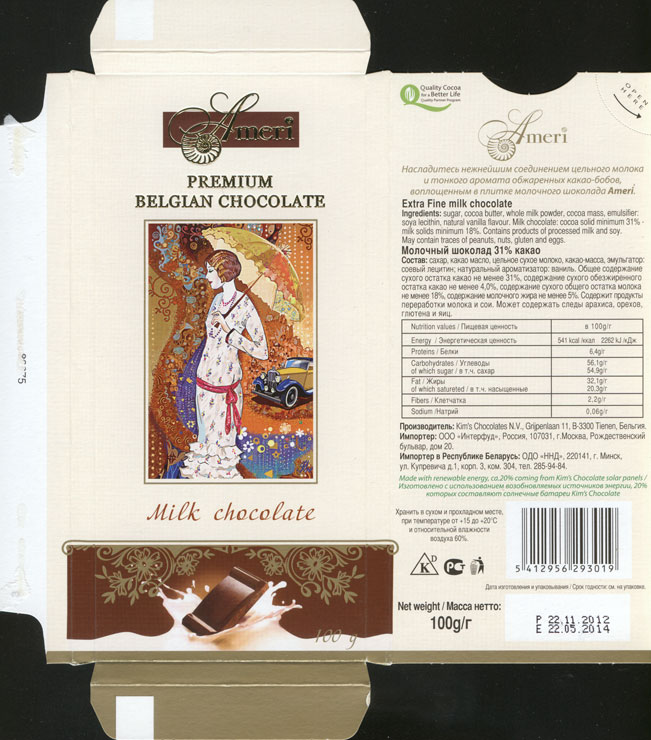 Ameri
PREMIUM
BELGIAN CHOCOLATE
Milk chocolate
100 g
Quality Cocoa
for a Better Life
Quality Partner Program
OPEN
HERE
Ameri
Насладитесь нежнейшим соединением цельного молока
и тонкого аромата обжаренных какао-бобов,
воплощенным в плитке молочного шоколада Ameri.
Extra Fine milk chocolate
Ingredients: sugar, cocoa butter, whole milk powder, cocoa mass, emulsifier:
soya lecithin, natural vanilla flavour. Milk chocolate: cocoa solid minimum 31% -
milk solids minimum 18%. Contains products of processed milk and soy.
May contain traces of peanuts, nuts, gluten and eggs.
Молочный шоколад 31% какао
Состав: сахар, какао масло, цельное сухое молоко, какао-масса, эмульгатор:
соевый лецитин; натуральный ароматизатор: ваниль. Общее содержание
сухого остатка какао не менее 31%, содержание сухого обезжиренного
остатка какао не менее 4,0%, содержание сухого общего остатка молока
не менее 18%, содержание молочного жира не менее 5%. Содержит продукты
переработки молока и сои. Может содержать следы арахиса, орехов,
глютена и яиц.
Nutrition values / Пищевая ценность в 100g/г
Energy / Энергетическая ценность 541 kcal /ккал 2262 kJ /кДж
Proteins / Белки 6,4g/г
Carbohydrates / Углеводы 56,1g/г
of which sugar / в т.ч. сахар 54,9g/г
Fat / Жиры 32,1g/г
of which satureted / в т.ч. насыщенные 20,3g/г
Fibers / Клетчатка 2,2g/г
Sodium /Натрий 0,06g/г
Производитель: Kim's Chocolates N.V., Grijpenlaan 11, B-3300 Tienen, Бельгия.
Импортер: ООО «Интерфуд», Россия, 107031, г.Москва, Рождественский
бульвар, дом 20.
Импортер в Республике Беларусь: ОДО «ННД», 220141, г. Минск,
ул. Купревича д.1, корп. 3, ком. 304, тел. 285-94-84.
Made with renewable energy, ca.20% coming from Kim's Chocolate solar panels /
Изготовлено с использованием возобновляемых источников энергии, 20%
которых составляют солнечные батареи Kim's Chocolate
Хранить в сухом и прохладном месте,
при температуре от +15 до +20°C
и относительной влажности
воздуха 60%.
K D
5 412956 293019
Дата изготовления и упаковывания / Срок годности: см. на упаковке.
Net weight / Масса нетто:
100g/г
P 22.11.2012
E 22.05.2014